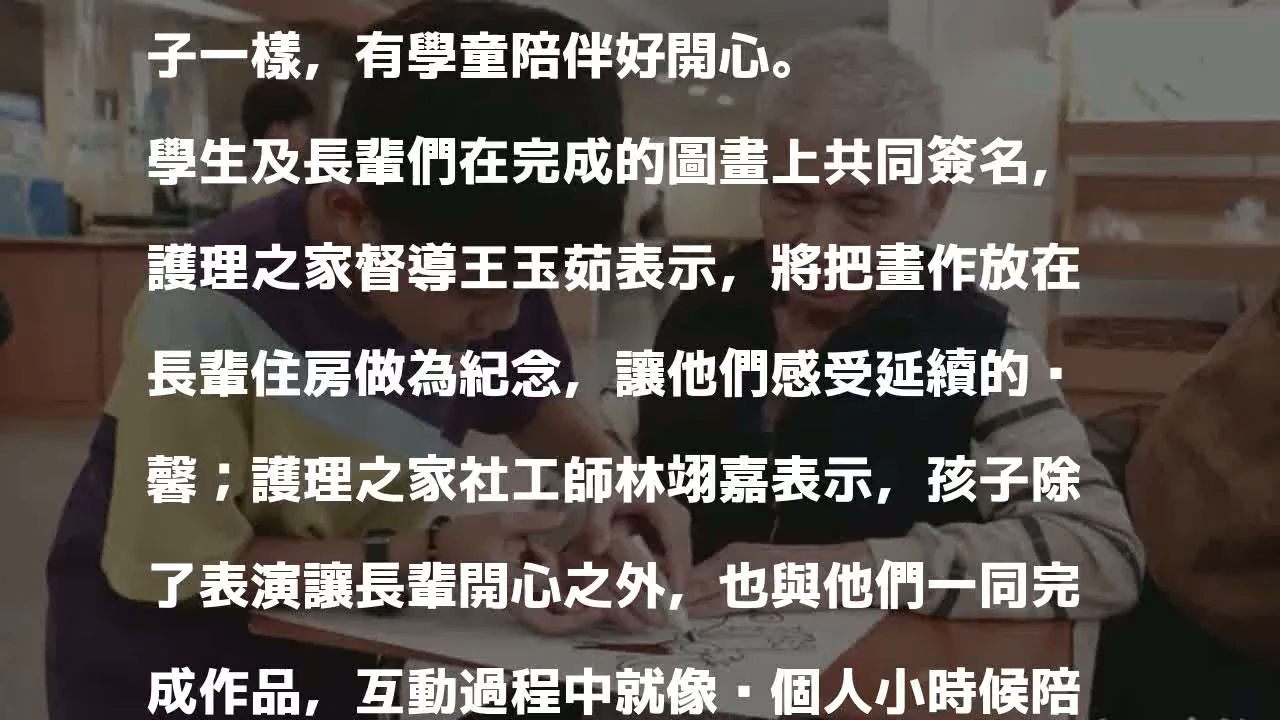 子一樣，有學童陪伴好開心。
學生及長輩們在完成的圖畫上共同簽名，
護理之家督導王玉茹表示，將把畫作放在
長輩住房做為紀念，讓他們感受延續的▪
馨；護理之家社工師林翊嘉表示，孩子除
了表演讓長輩開心之外，也與他們一同完
成作品，互動過程中就像▪個人小時候陪